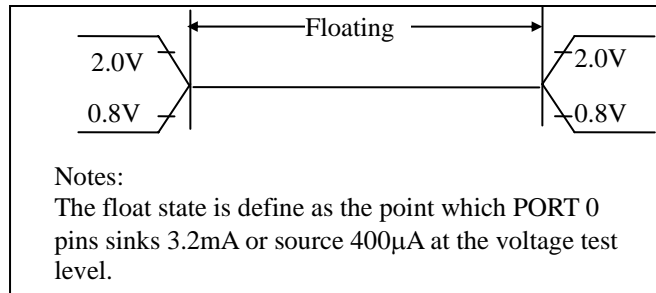 Floating
2.0V 2.0V
0.8V 0.8V
Notes:
The float state is define as the point which PORT 0
pins sinks 3.2mA or source 400μA at the voltage test
level.